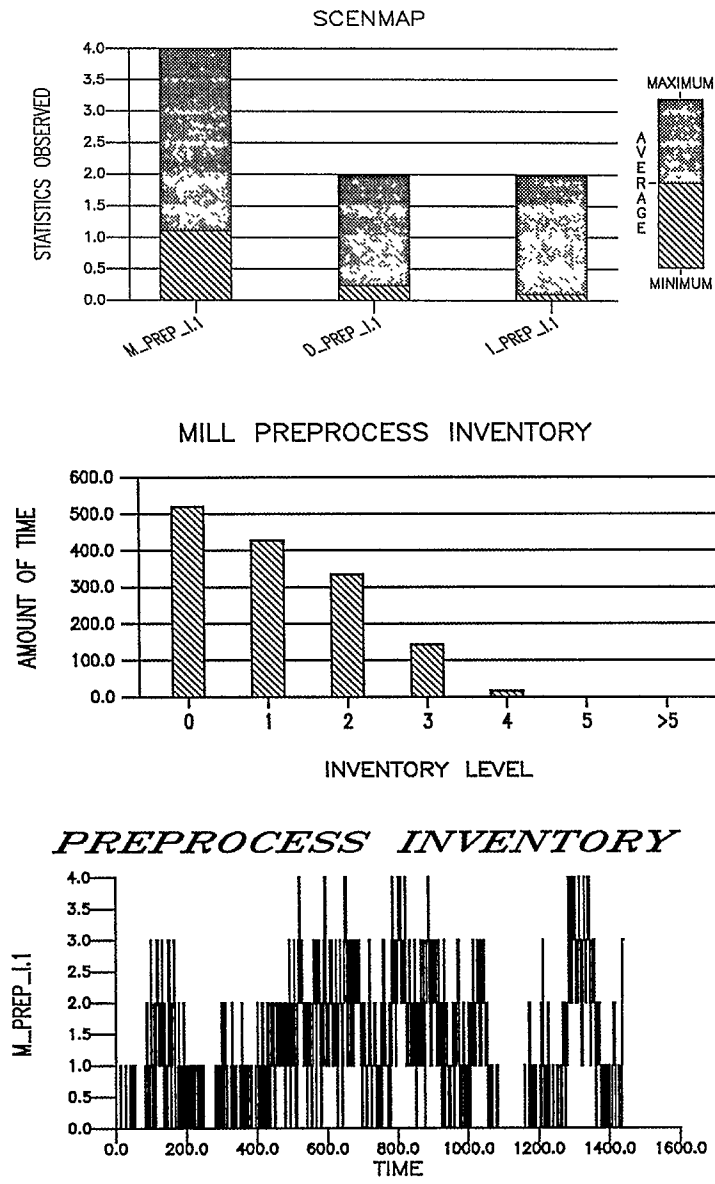 SCENMAP
STATISTICS OBSERVED
4.0
3.5
3.0
2.5
2.0
1.5
1.0
0.5
0.0
M_PREP_I.1
D_PREP_I.1
I_PREP_I.1
MAXIMUM
AVERAGE
MINIMUM
MILL PREPROCESS INVENTORY
AMOUNT OF TIME
600.0
500.0
400.0
300.0
200.0
100.0
0.0
0 1 2 3 4 5 >5
INVENTORY LEVEL
PREPROCESS INVENTORY
M_PREP_I.1
4.0
3.5
3.0
2.5
2.0
1.5
1.0
0.5
0.0
0.0 200.0 400.0 600.0 800.0 1000.0 1200.0 1400.0 1600.0
TIME